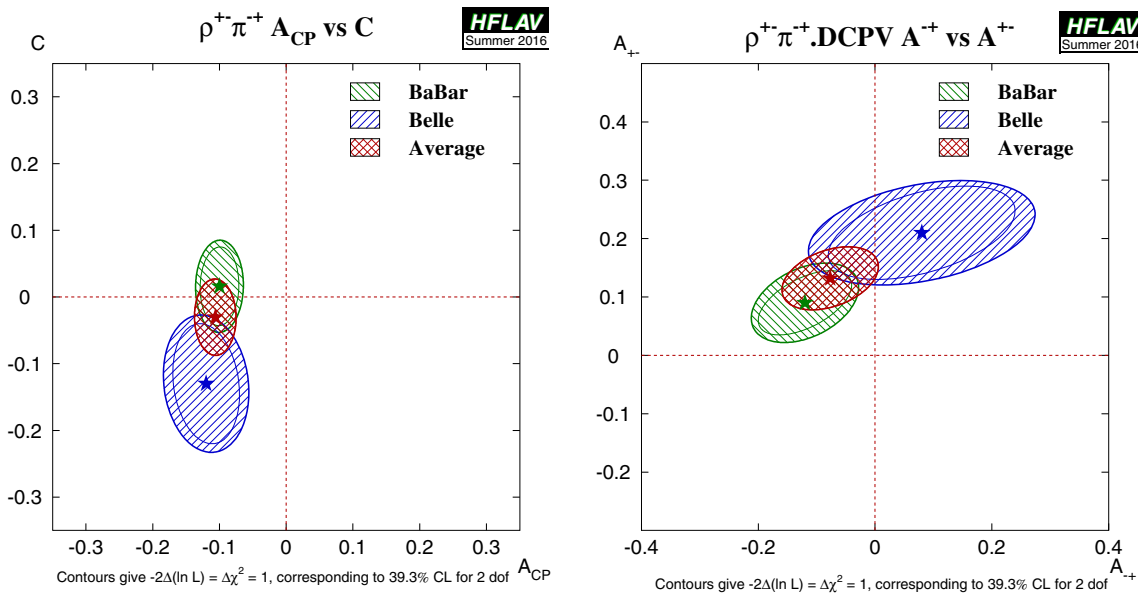 ρ⁺⁻π⁻⁺ A_CP vs C
HFLAV
Summer 2016
C
0.3
0.2
0.1
0
-0.1
-0.2
-0.3
BaBar
Belle
Average
-0.3 -0.2 -0.1 0 0.1 0.2 0.3
A_CP
Contours give -2Δ(ln L) = Δχ² = 1, corresponding to 39.3% CL for 2 dof
ρ⁺⁻π⁻⁺.DCPV A⁻⁺ vs A⁺⁻
HFLAV
Summer 2016
A₊₋
0.4
0.3
0.2
0.1
0
-0.1
-0.2
BaBar
Belle
Average
-0.4 -0.2 0 0.2 0.4
A₋₊
Contours give -2Δ(ln L) = Δχ² = 1, corresponding to 39.3% CL for 2 dof